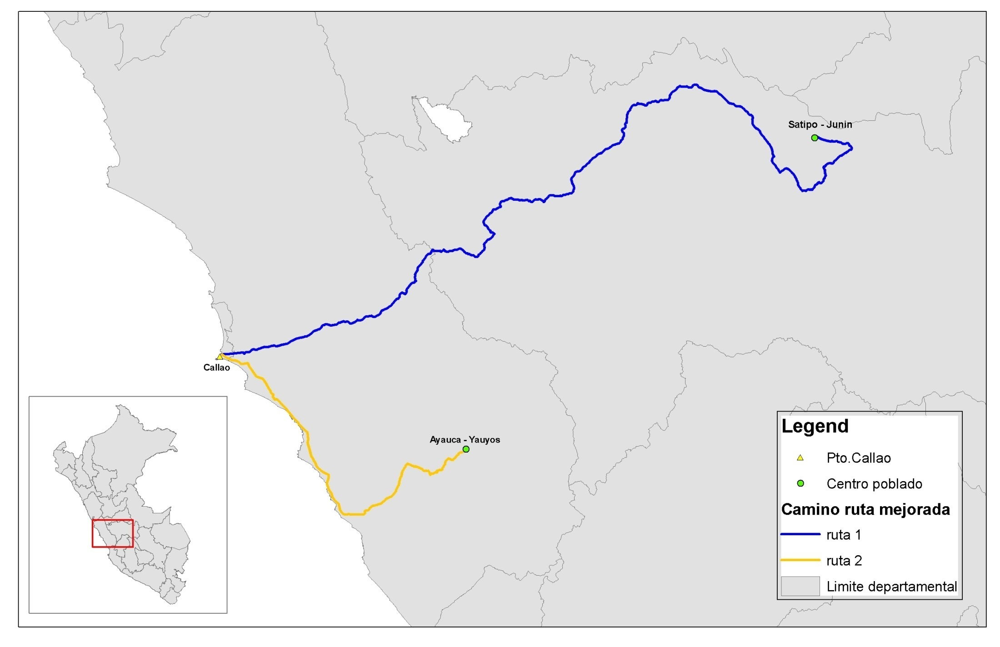 Satipo - Junin
Callao
Ayauca - Yauyos
Legend
Pto.Callao
Centro poblado
Camino ruta mejorada
ruta 1
ruta 2
Limite departamental